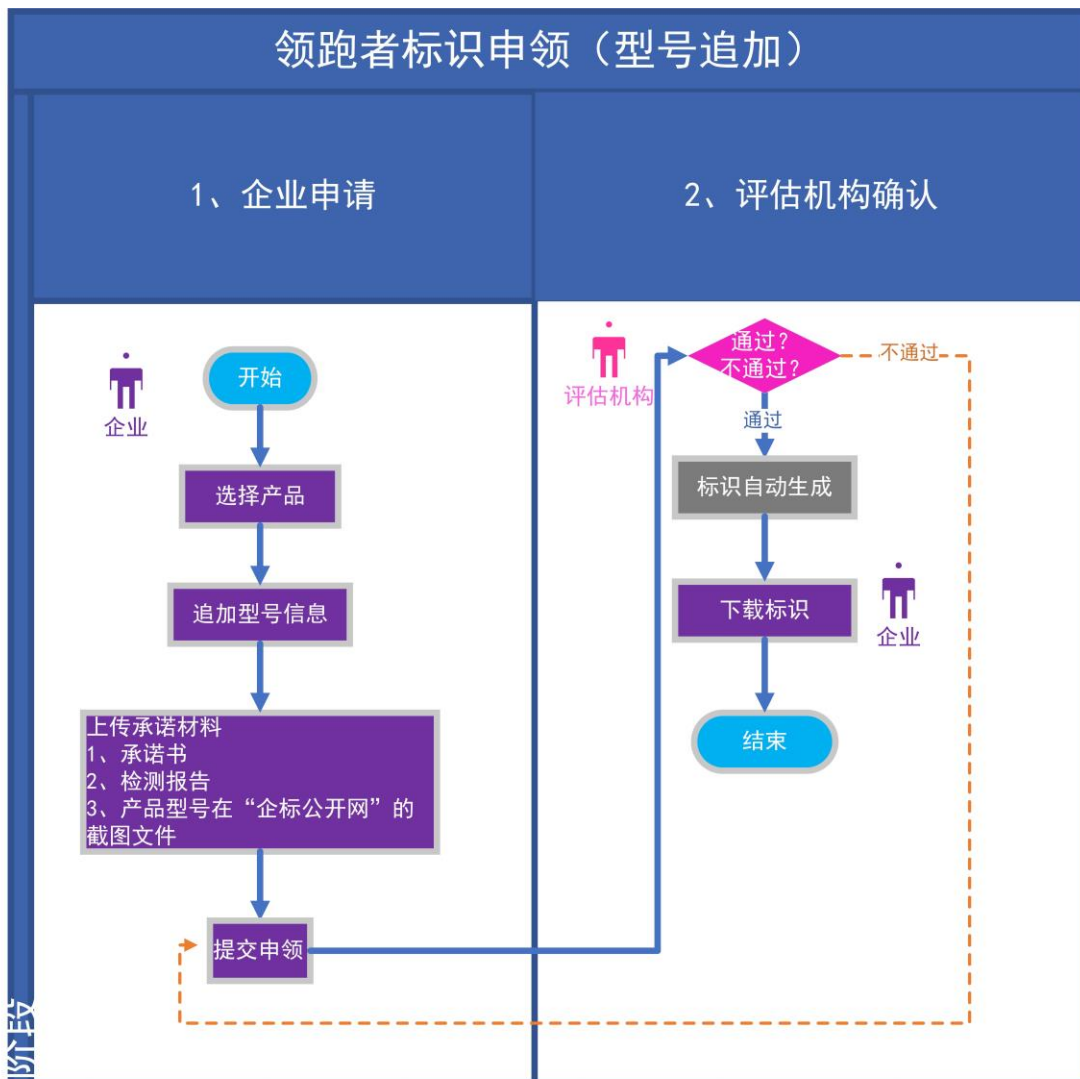 领跑者标识申领（型号追加）
1、企业申请
2、评估机构确认
企业
开始
选择产品
追加型号信息
上传承诺材料
1、承诺书
2、检测报告
3、产品型号在“企标公开网”的
截图文件
提交申领
评估机构
通过？
不通过？
不通过
通过
标识自动生成
下载标识
企业
结束
阶段